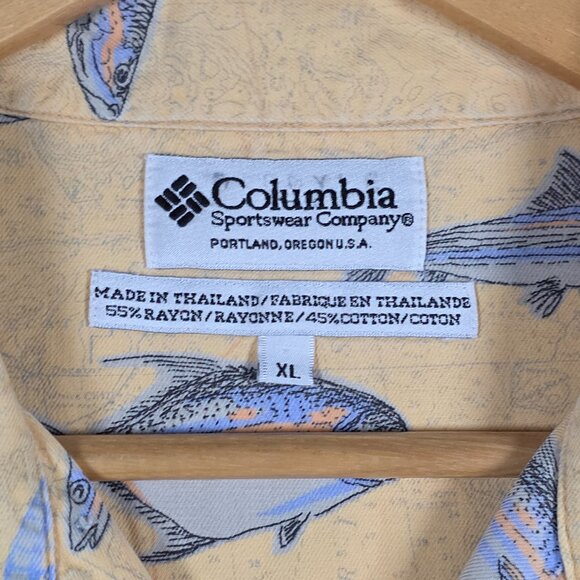 Columbia
Sportswear Company®
PORTLAND, OREGON U.S.A.
MADE IN THAILAND/FABRIQUE EN THAILANDE
55% RAYON/RAYONNE/45% COTTON/COTON
XL